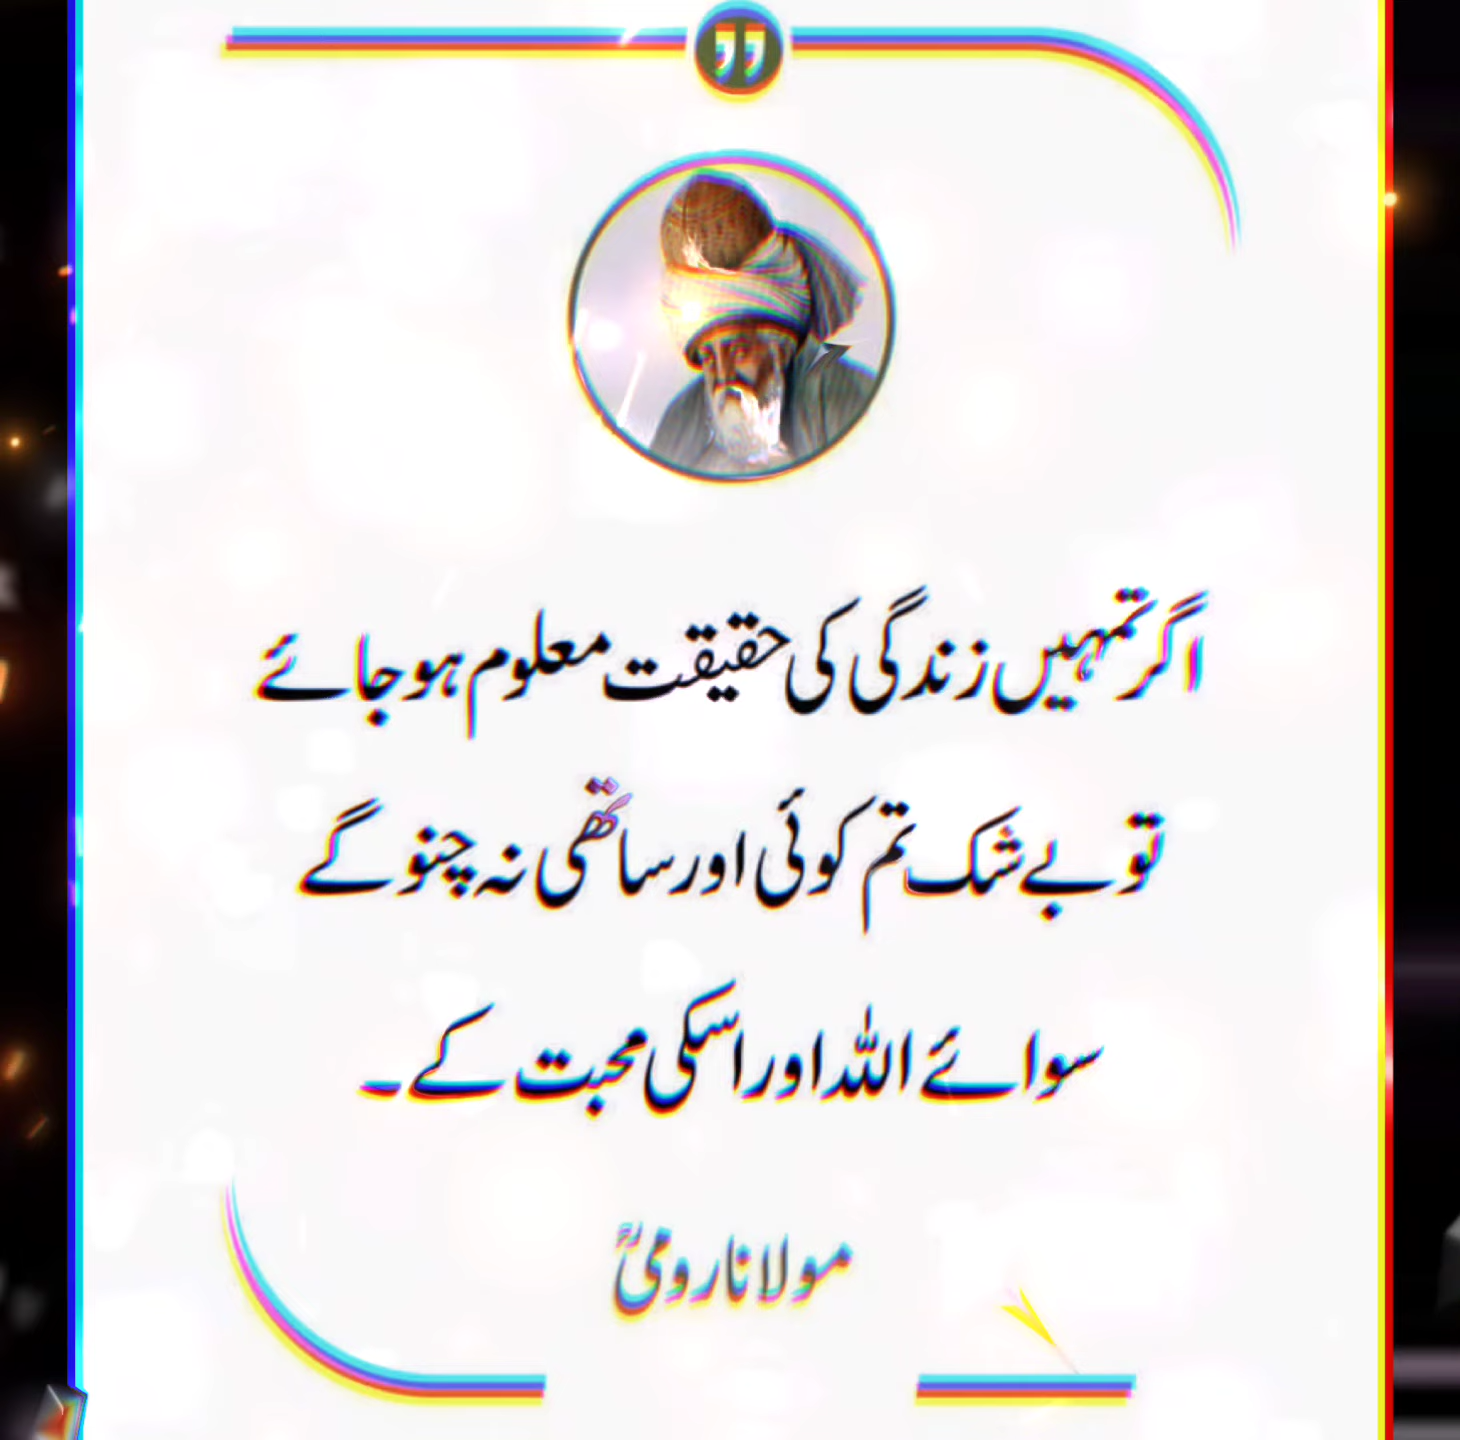 اگر تمہیں زندگی کی حقیقت معلوم ہو جائے
تو بے شک تم کوئی اور ساتھی نہ چنو گے
سوائے اللہ اور اسکی محبت کے۔
مولانا رومیؒ